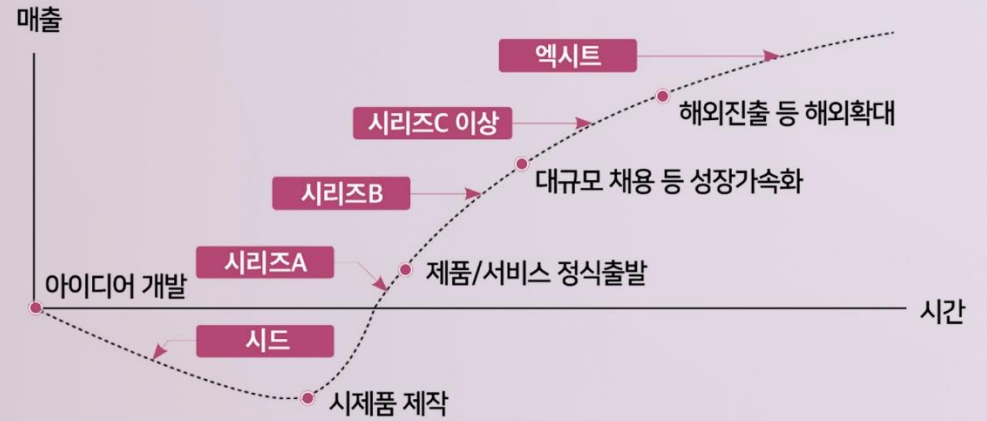 매출
엑시트
해외진출 등 해외확대
시리즈C 이상
대규모 채용 등 성장가속화
시리즈B
시리즈A
제품/서비스 정식출발
아이디어 개발
시간
시드
시제품 제작